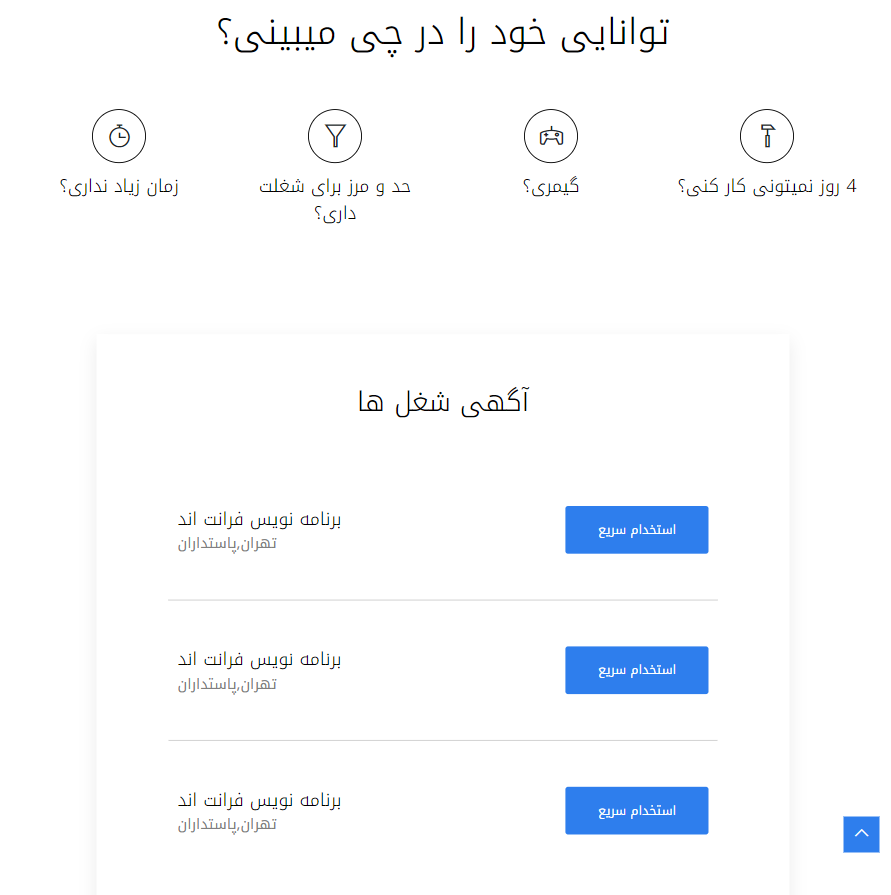 توانایی خود را در چی میبینی؟
4 روز نمیتونی کار کنی؟
گیمری؟
حد و مرز برای شغلت
داری؟
زمان زیاد نداری؟
آگهی شغل ها
استخدام سریع
برنامه نویس فرانت اند
تهران,پاستداران
استخدام سریع
برنامه نویس فرانت اند
تهران,پاستداران
استخدام سریع
برنامه نویس فرانت اند
تهران,پاستداران